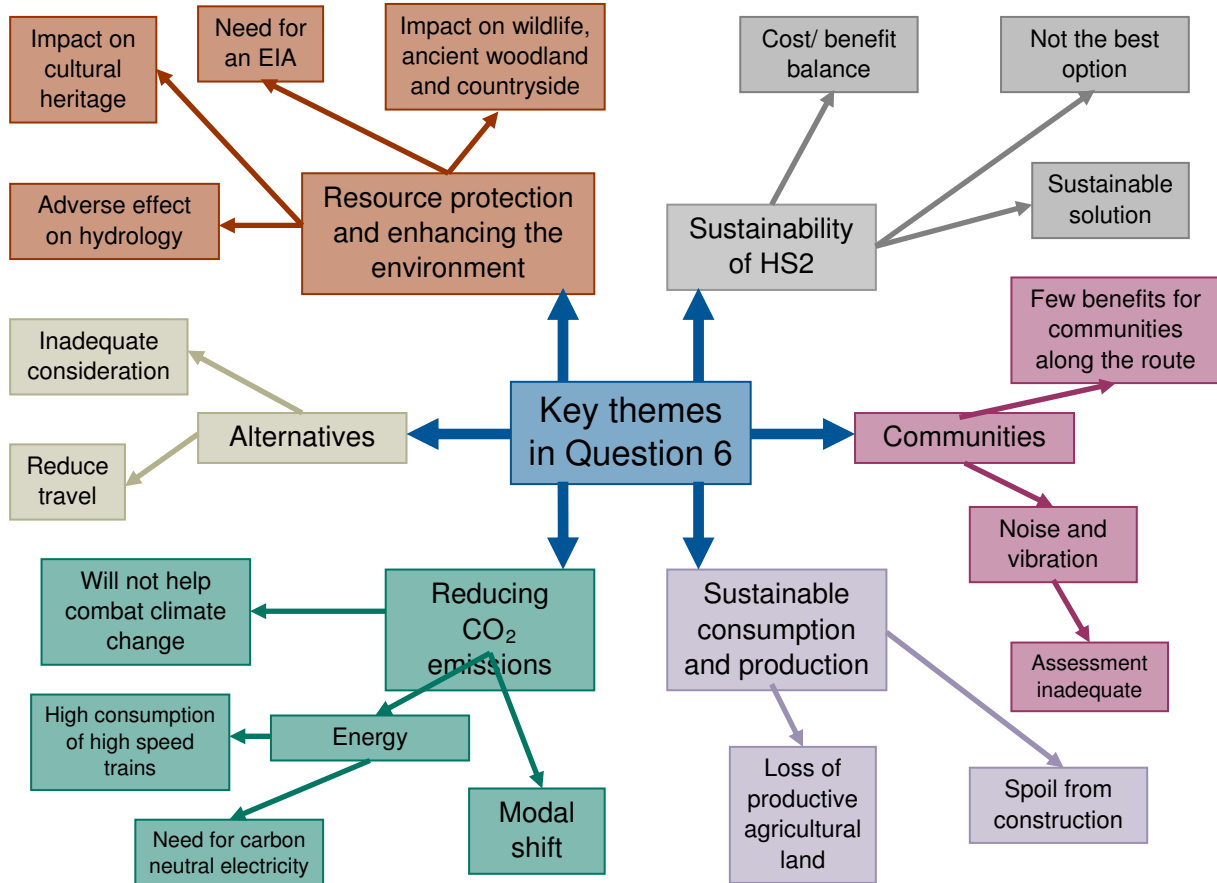 Impact on
cultural
heritage
Need for
an EIA
Impact on wildlife,
ancient woodland
and countryside
Cost/ benefit
balance
Not the best
option
Adverse effect
on hydrology
Resource protection
and enhancing the
environment
Sustainability
of HS2
Sustainable
solution
Inadequate
consideration
Few benefits for
communities
along the route
Alternatives
Key themes
in Question 6
Communities
Reduce
travel
Noise and
vibration
Will not help
combat climate
change
Reducing
CO₂
emissions
Sustainable
consumption
and production
Assessment
inadequate
High consumption
of high speed
trains
Energy
Loss of
productive
agricultural
land
Spoil from
construction
Need for carbon
neutral electricity
Modal
shift